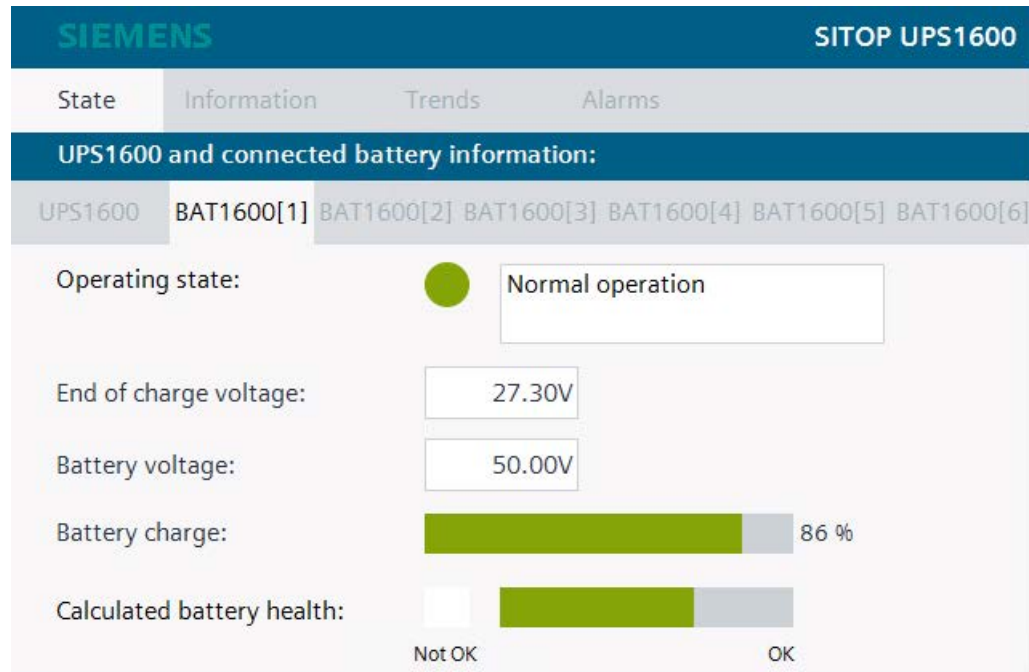 SIEMENS SITOP UPS1600
State Information Trends Alarms
UPS1600 and connected battery information:
UPS1600 BAT1600[1] BAT1600[2] BAT1600[3] BAT1600[4] BAT1600[5] BAT1600[6]
Operating state: Normal operation
End of charge voltage: 27.30V
Battery voltage: 50.00V
Battery charge: 86 %
Calculated battery health:
Not OK OK